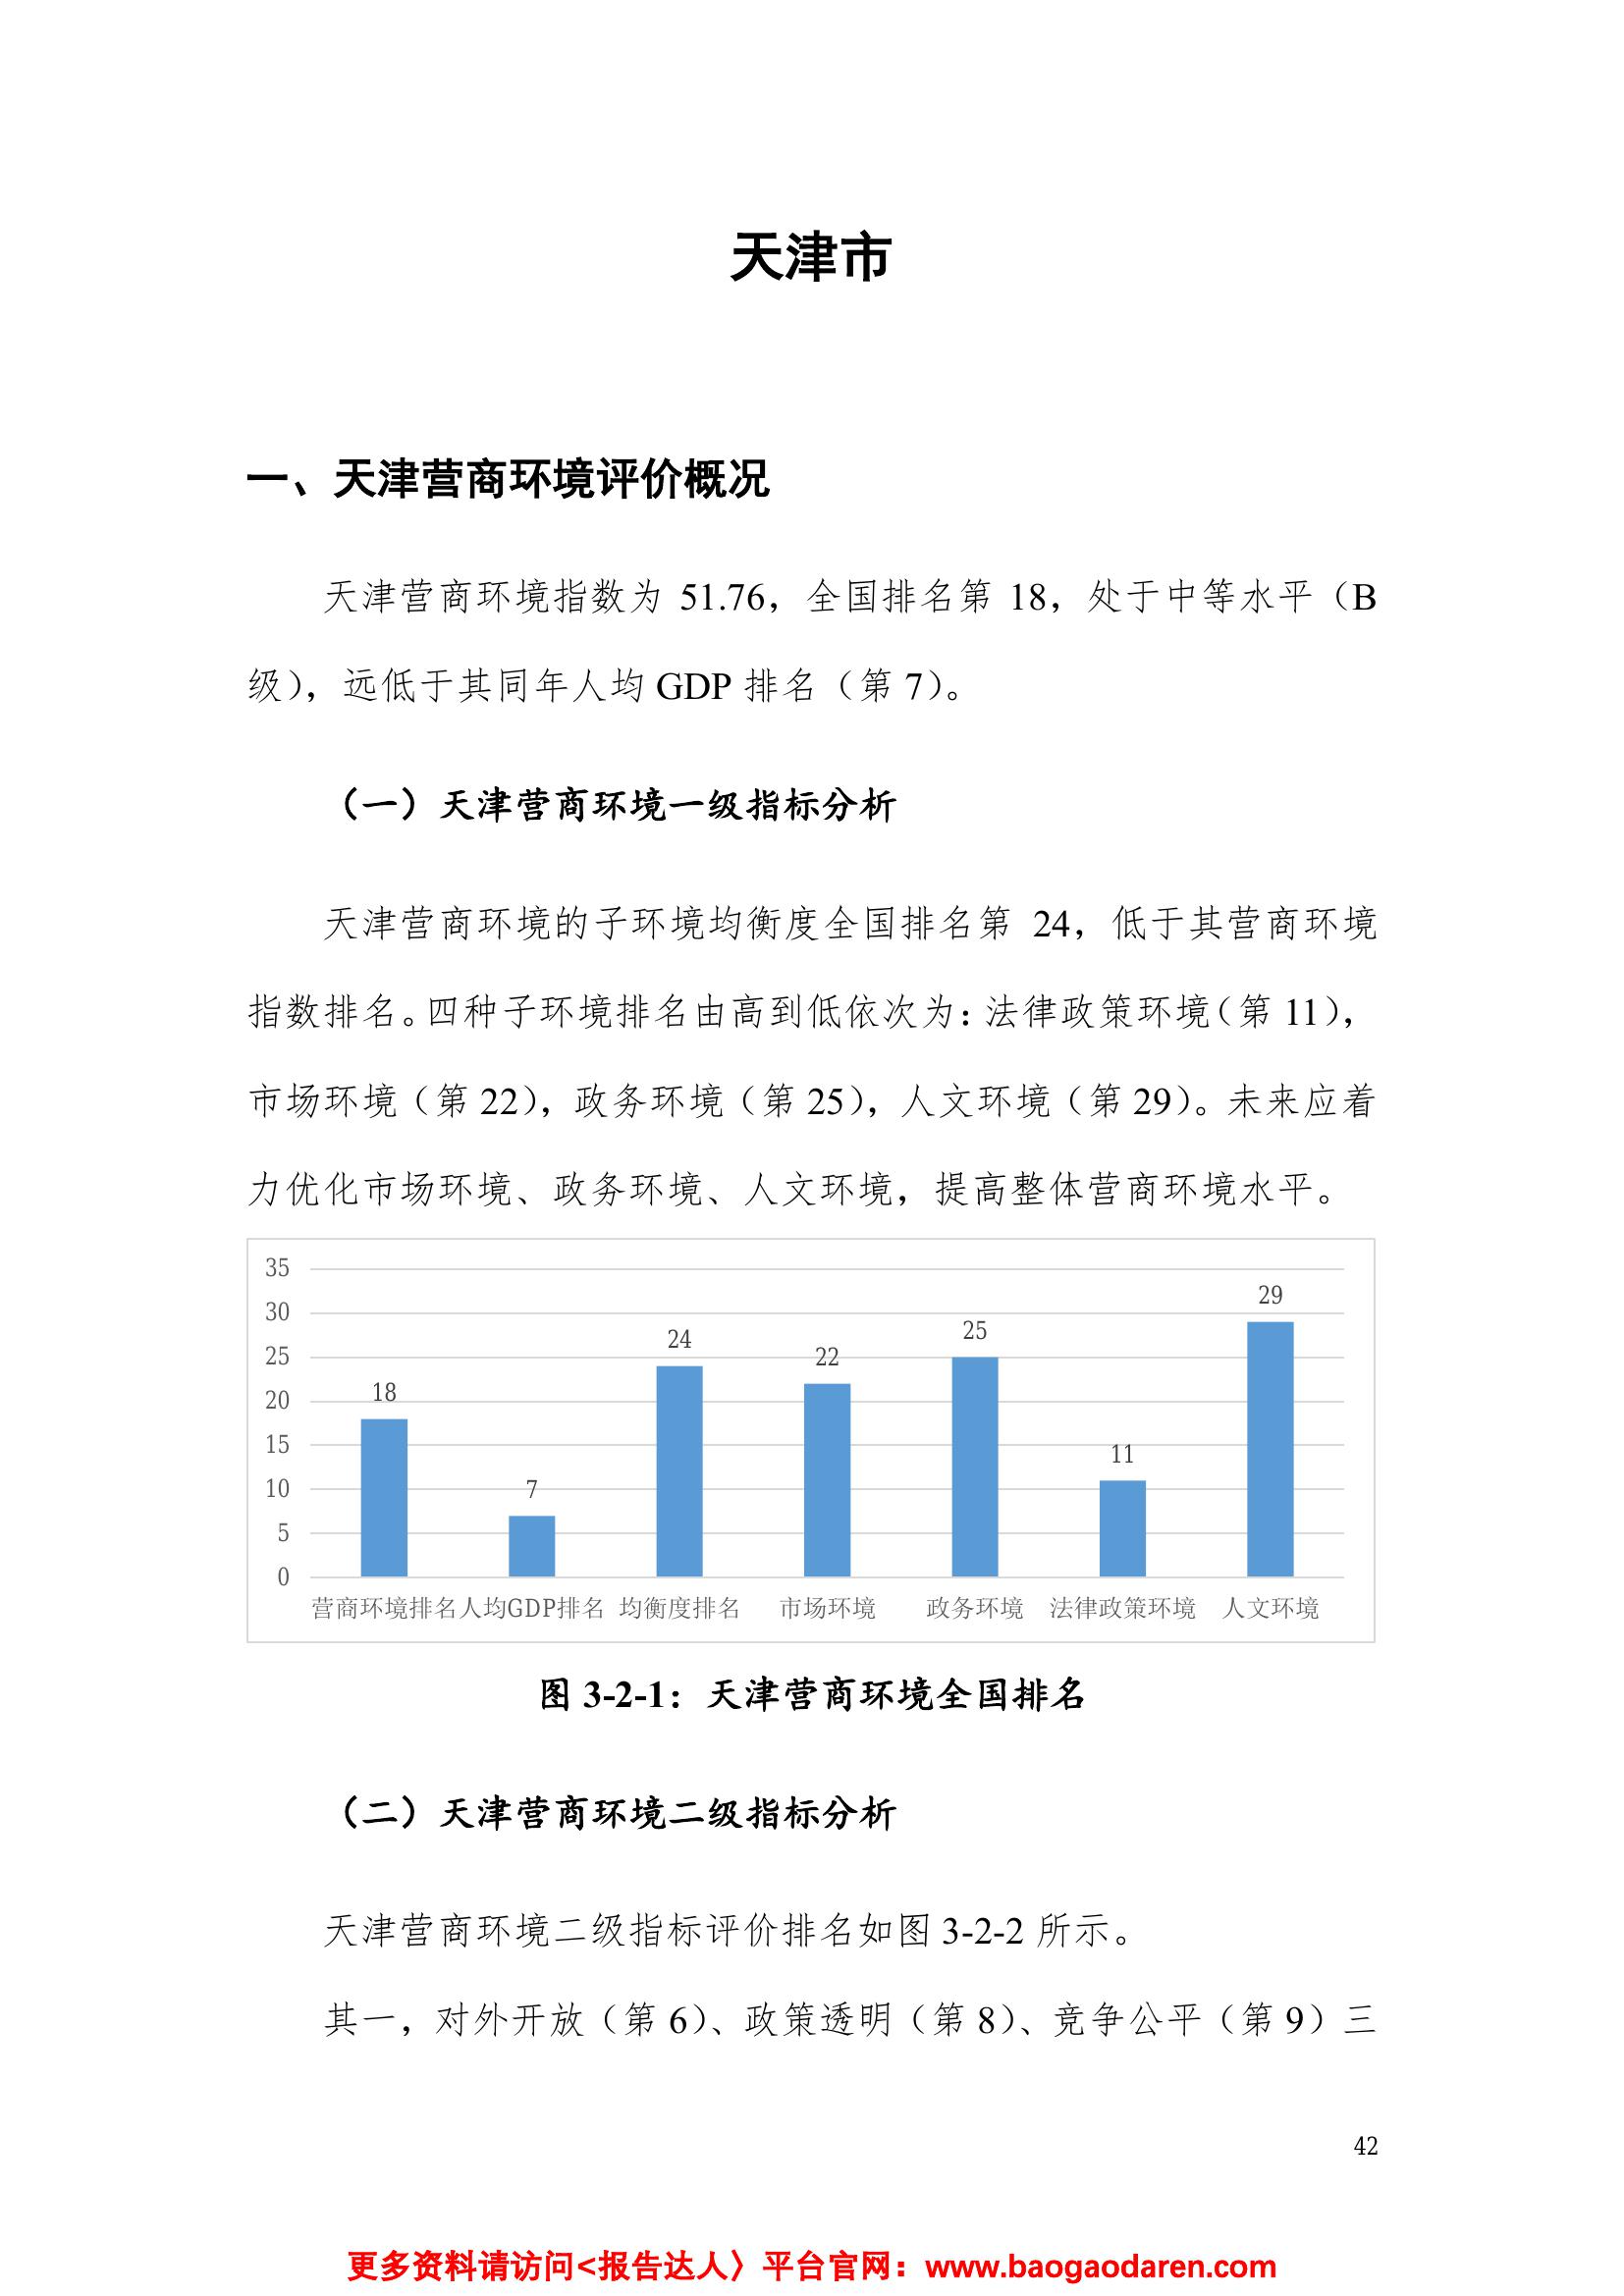 天津市
一、天津营商环境评价概况
天津营商环境指数为 51.76，全国排名第 18，处于中等水平（B
级），远低于其同年人均 GDP 排名（第 7）。
（一）天津营商环境一级指标分析
天津营商环境的子环境均衡度全国排名第 24，低于其营商环境
指数排名。四种子环境排名由高到低依次为：法律政策环境（第 11），
市场环境（第 22），政务环境（第 25），人文环境（第 29）。未来应着
力优化市场环境、政务环境、人文环境，提高整体营商环境水平。
35
30
25
20
15
10
5
0
18
7
24
22
25
11
29
营商环境排名 人均GDP排名 均衡度排名 市场环境 政务环境 法律政策环境 人文环境
图 3-2-1：天津营商环境全国排名
（二）天津营商环境二级指标分析
天津营商环境二级指标评价排名如图 3-2-2 所示。
其一，对外开放（第 6）、政策透明（第 8）、竞争公平（第 9）三
42
更多资料请访问<报告达人〉平台官网：www.baogaodaren.com